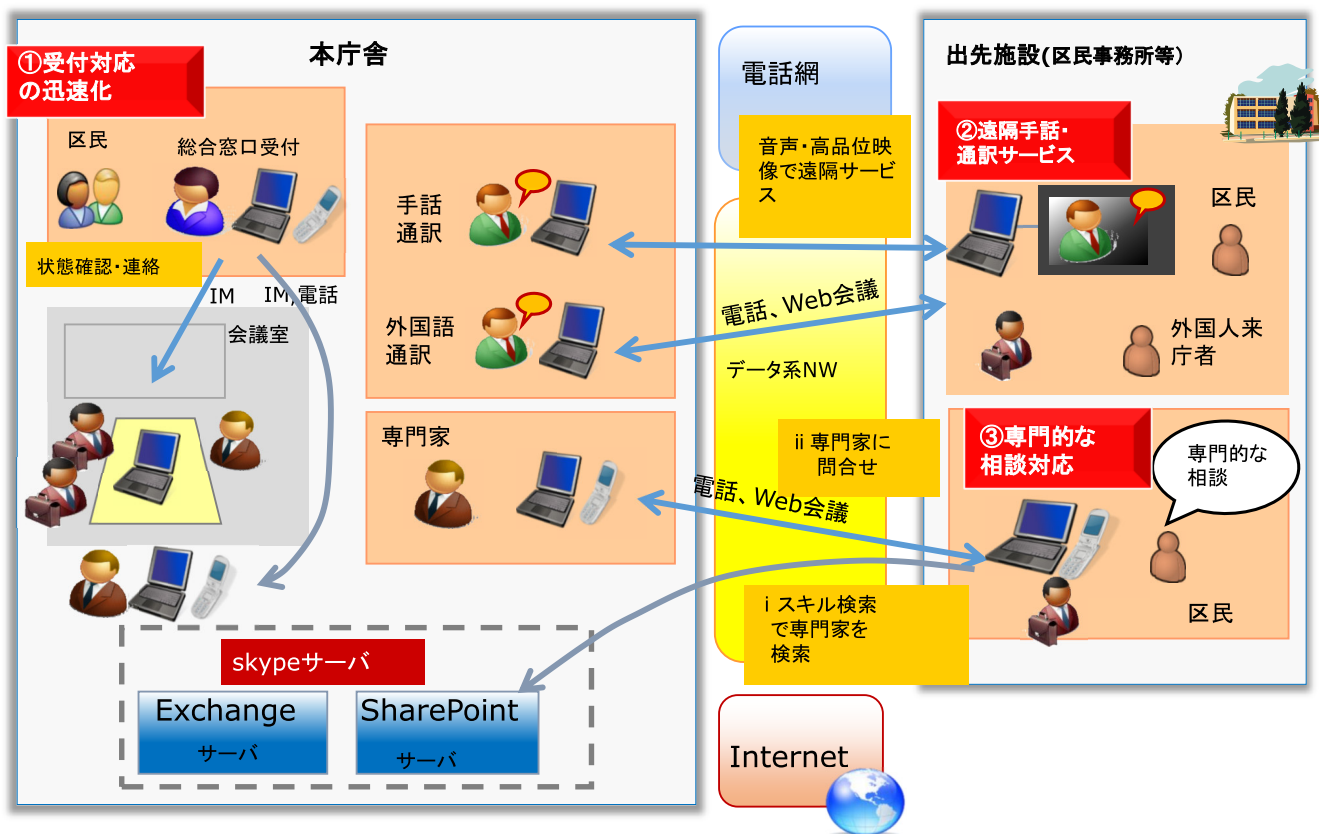 本庁舎
①受付対応
の迅速化
区民
総合窓口受付
状態確認・連絡
IM
IM,電話
会議室
手話
通訳
外国語
通訳
専門家
skypeサーバ
Exchange
サーバ
SharePoint
サーバ
電話網
音声・高品位映
像で遠隔サービ
ス
電話、Web会議
データ系NW
ⅱ 専門家に
問合せ
電話、Web会議
ⅰ スキル検索
で専門家を
検索
Internet
出先施設(区民事務所等)
②遠隔手話・
通訳サービス
区民
外国人来
庁者
③専門的な
相談対応
専門的な
相談
区民